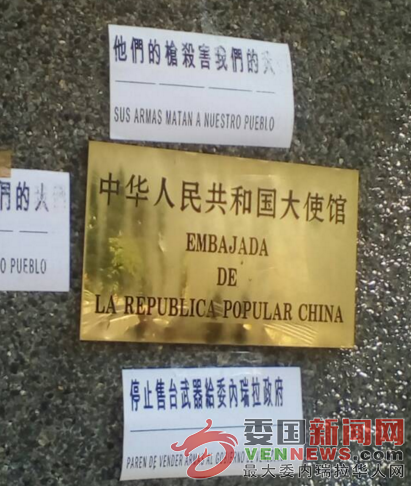 他們的槍殺害我們的
SUS ARMAS MATAN A NUESTRO PUEBLO
中华人民共和国大使馆
EMBAJADA
DE
LA REPUBLICA POPULAR CHINA
們的
O PUEBLO
停止售台武器給委內瑞拉政府
PAREN DE VENDER ARMAS AL GOBIERNO
委国新闻网
VENNEWS.COM
最大委内瑞拉华人网